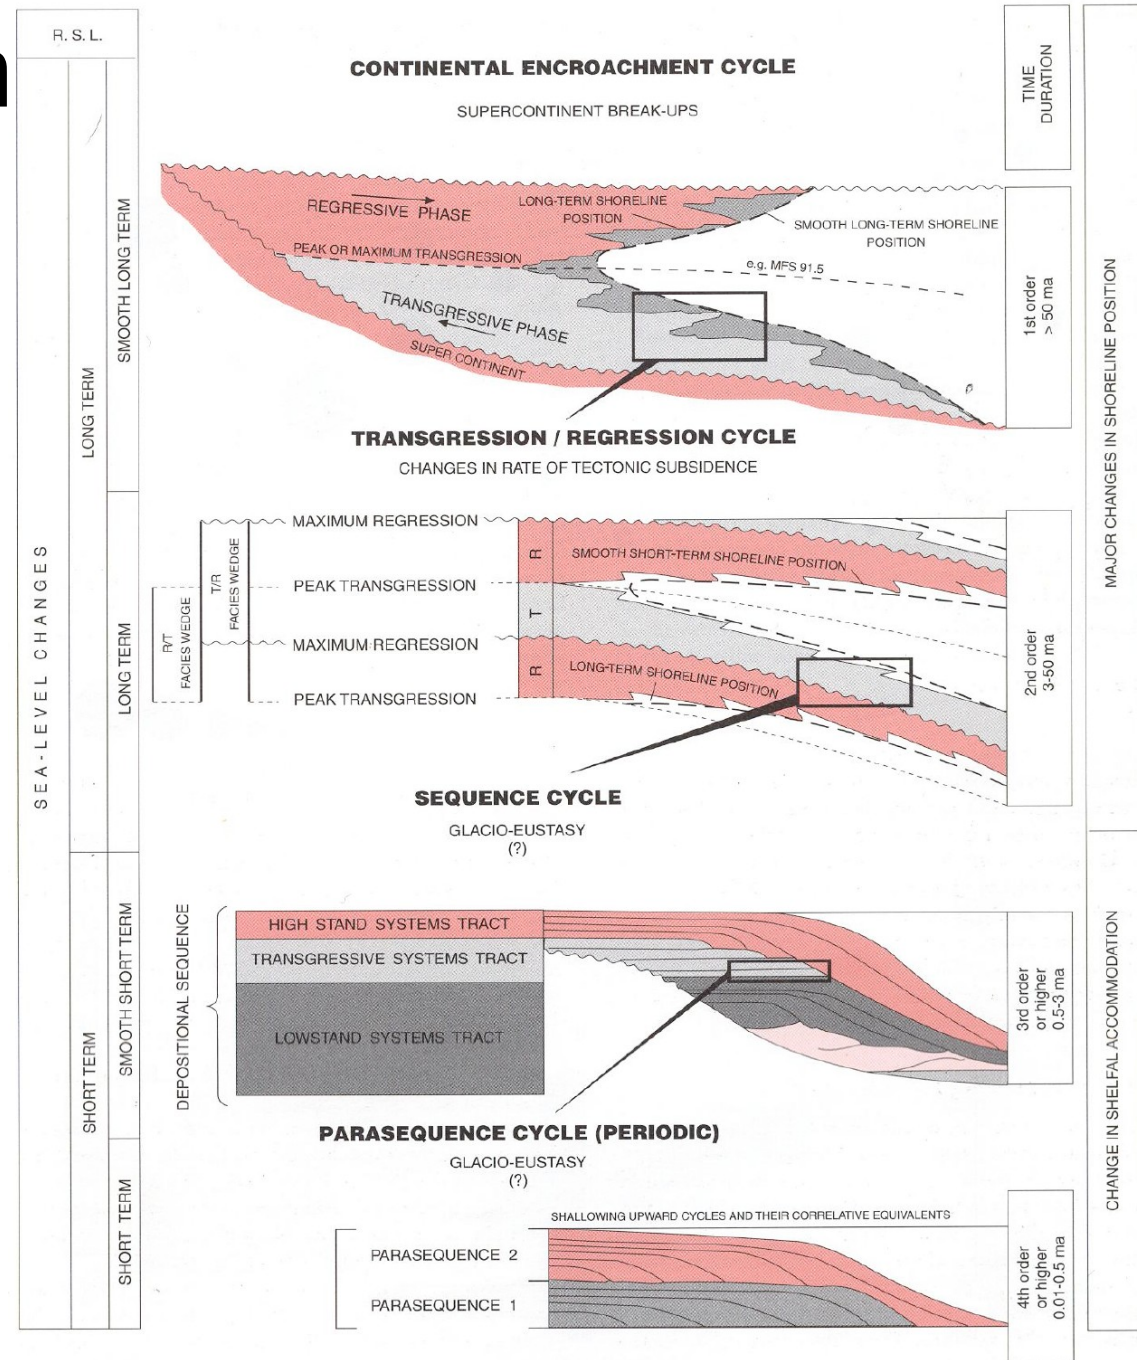 R. S. L.
TIME
DURATION
CONTINENTAL ENCROACHMENT CYCLE
SUPERCONTINENT BREAK-UPS
REGRESSIVE PHASE
LONG-TERM SHORELINE
POSITION
SMOOTH LONG-TERM SHORELINE
POSITION
PEAK OR MAXIMUM TRANSGRESSION
e.g. MFS 91.5
TRANSGRESSIVE PHASE
SUPER CONTINENT
1st order
> 50 ma
SMOOTH LONG TERM
LONG TERM
SEA-LEVEL CHANGES
MAJOR CHANGES IN SHORELINE POSITION
TRANSGRESSION / REGRESSION CYCLE
CHANGES IN RATE OF TECTONIC SUBSIDENCE
MAXIMUM REGRESSION
PEAK TRANSGRESSION
MAXIMUM REGRESSION
PEAK TRANSGRESSION
T/R
FACIES WEDGE
R/T
FACIES WEDGE
R
T
R
SMOOTH SHORT-TERM SHORELINE POSITION
LONG-TERM SHORELINE POSITION
2nd order
3-50 ma
LONG TERM
SEQUENCE CYCLE
GLACIO-EUSTASY
(?)
DEPOSITIONAL SEQUENCE
HIGH STAND SYSTEMS TRACT
TRANSGRESSIVE SYSTEMS TRACT
LOWSTAND SYSTEMS TRACT
3rd order
or higher
0.5-3 ma
SMOOTH SHORT TERM
SHORT TERM
CHANGE IN SHELFAL ACCOMMODATION
PARASEQUENCE CYCLE (PERIODIC)
GLACIO-EUSTASY
(?)
SHALLOWING UPWARD CYCLES AND THEIR CORRELATIVE EQUIVALENTS
PARASEQUENCE 2
PARASEQUENCE 1
4th order
or higher
0.01-0.5 ma
SHORT TERM